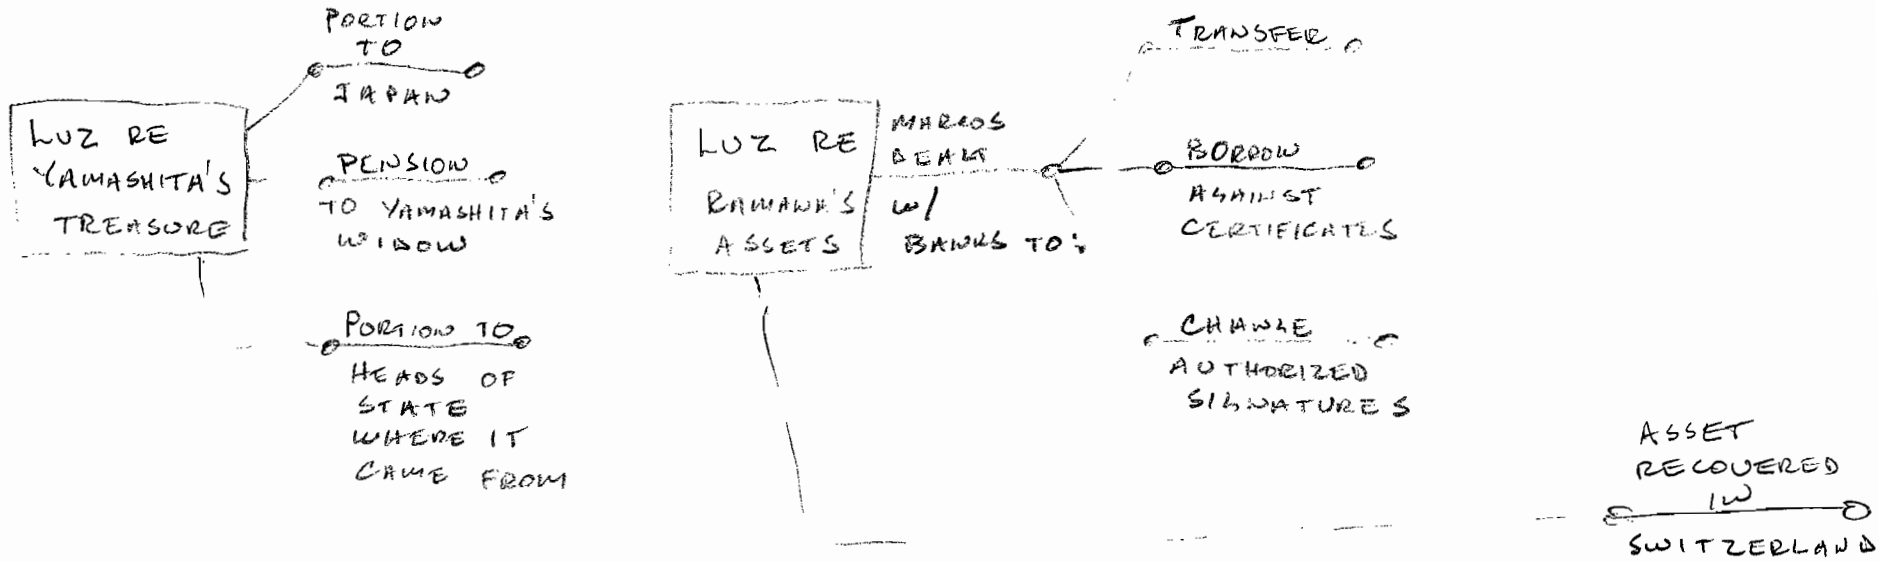 PORTION
TO
JAPAN
LUZ RE
YAMASHITA'S
TREASURE
PENSION
TO YAMASHITA'S
WIDOW
PORTION TO
HEADS OF
STATE
WHERE IT
CAME FROM
LUZ RE
RAMAWA'S
ASSETS
MARCOS
DEALT
W/
BANKS TO:
TRANSFER
BORROW
AGAINST
CERTIFICATES
CHANGE
AUTHORIZED
SIGNATURES
ASSET
RECOVERED
IN
SWITZERLAND